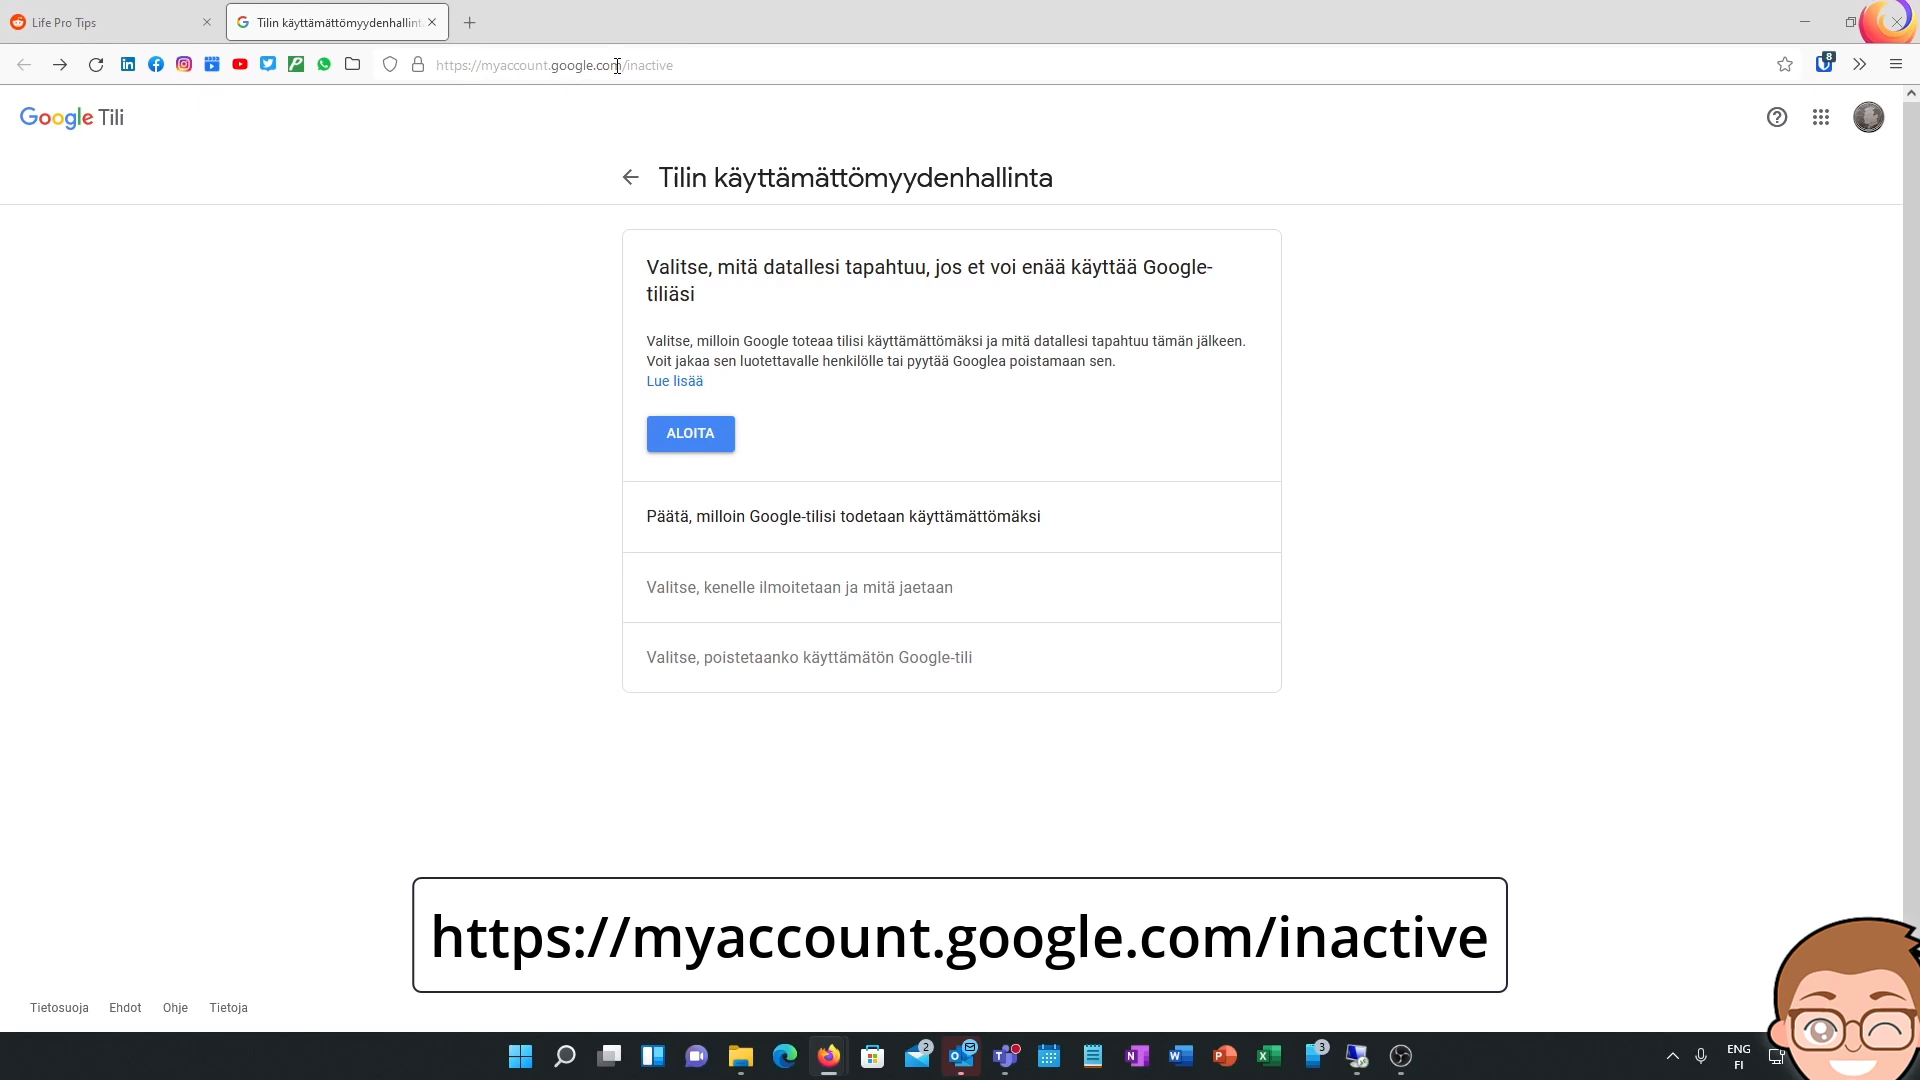 Life Pro Tips
Tilin käyttämättömyydenhallint
8
https://myaccount.google.com/inactive
Google Tili
Tilin käyttämättömyydenhallinta
Valitse, mitä datallesi tapahtuu, jos et voi enää käyttää Google-
tiliäsi
Valitse, milloin Google toteaa tilisi käyttämättömäksi ja mitä datallesi tapahtuu tämän jälkeen.
Voit jakaa sen luotettavalle henkilölle tai pyytää Googlea poistamaan sen.
Lue lisää
ALOITA
Päätä, milloin Google-tilisi todetaan käyttämättömäksi
Valitse, kenelle ilmoitetaan ja mitä jaetaan
Valitse, poistetaanko käyttämätön Google-tili
https://myaccount.google.com/inactive
Tietosuoja Ehdot Ohje Tietoja
2
3
ENG
FI